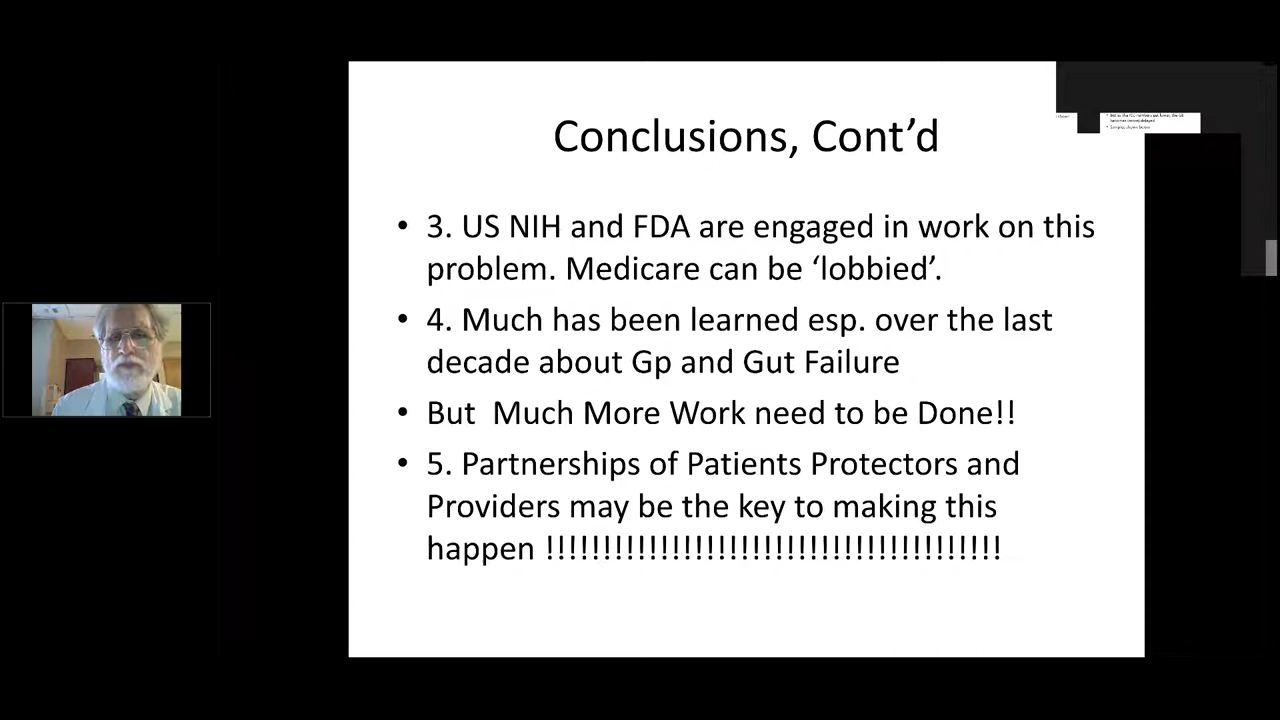 Conclusions, Cont’d
• 3. US NIH and FDA are engaged in work on this
problem. Medicare can be ‘lobbied’.
• 4. Much has been learned esp. over the last
decade about Gp and Gut Failure
• But  Much More Work need to be Done!!
• 5. Partnerships of Patients Protectors and
Providers may be the key to making this
happen !!!!!!!!!!!!!!!!!!!!!!!!!!!!!!!!!!!!!!!!